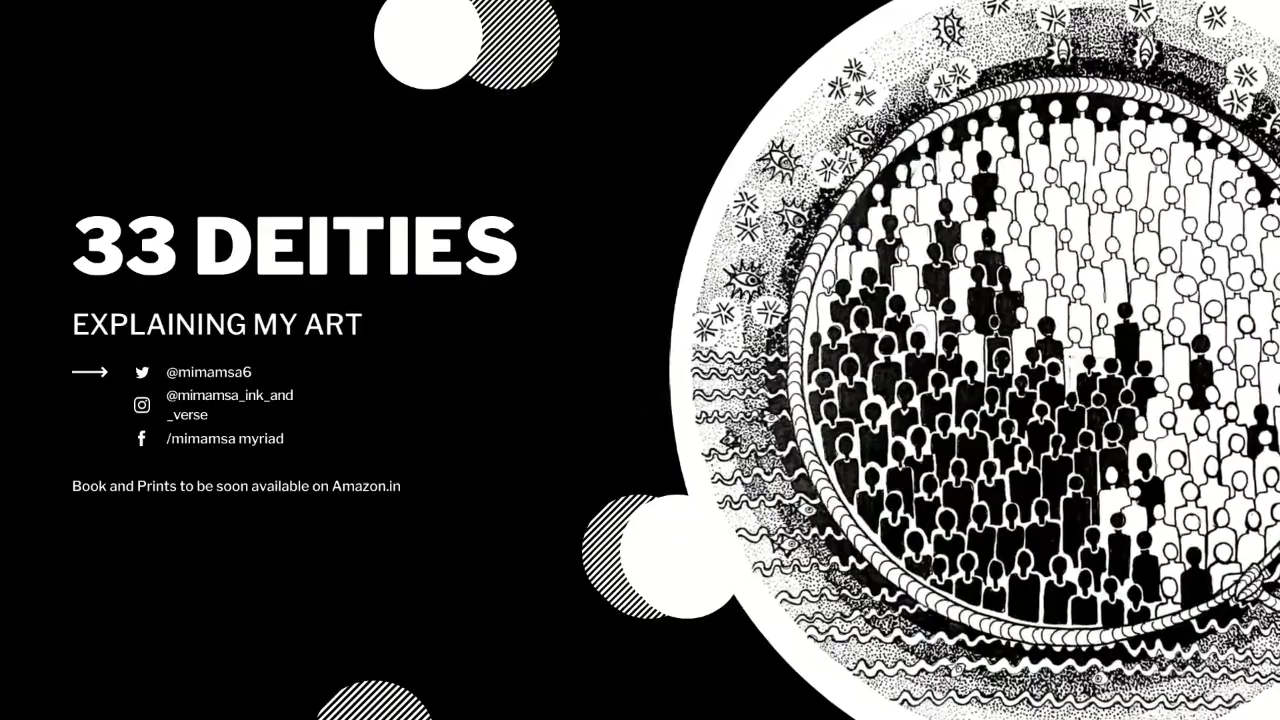 33 DEITIES
EXPLAINING MY ART
@mimamsa6
@mimamsa_ink_and
_verse
/mimamsa myriad
Book and Prints to be soon available on Amazon.in